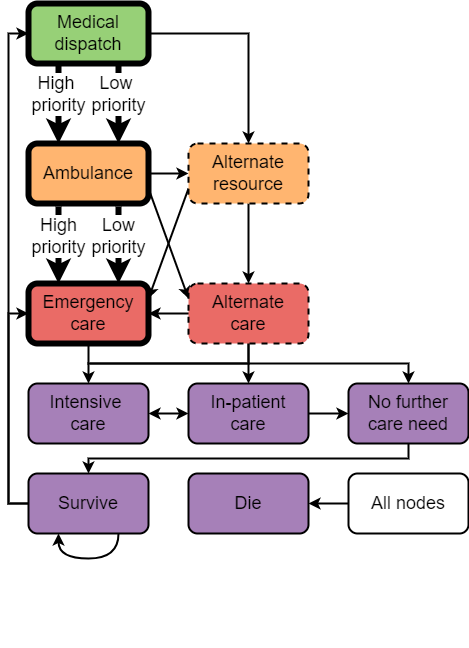 Medical
dispatch
High
priority
Low
priority
Ambulance
Alternate
resource
High
priority
Low
priority
Emergency
care
Alternate
care
Intensive
care
In-patient
care
No further
care need
Survive
Die
All nodes